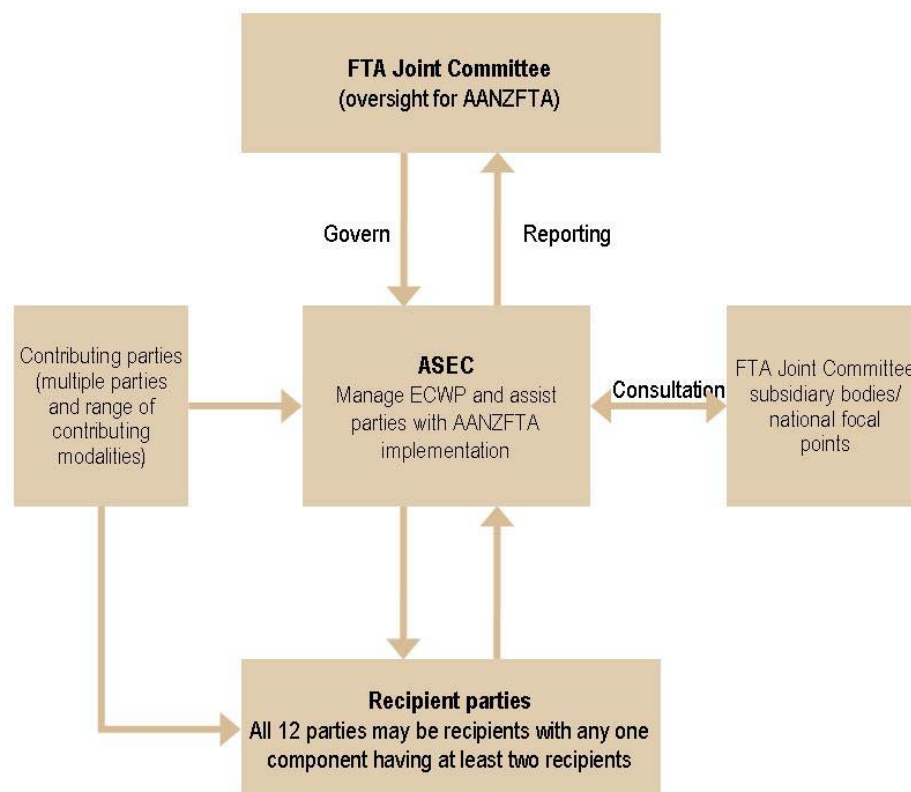 FTA Joint Committee
(oversight for AANZFTA)
Govern
Reporting
Contributing parties
(multiple parties
and range of
contributing
modalities)
ASEC
Manage ECWP and assist
parties with AANZFTA
implementation
Consultation
FTA Joint Committee
subsidiary bodies/
national focal
points
Recipient parties
All 12 parties may be recipients with any one
component having at least two recipients